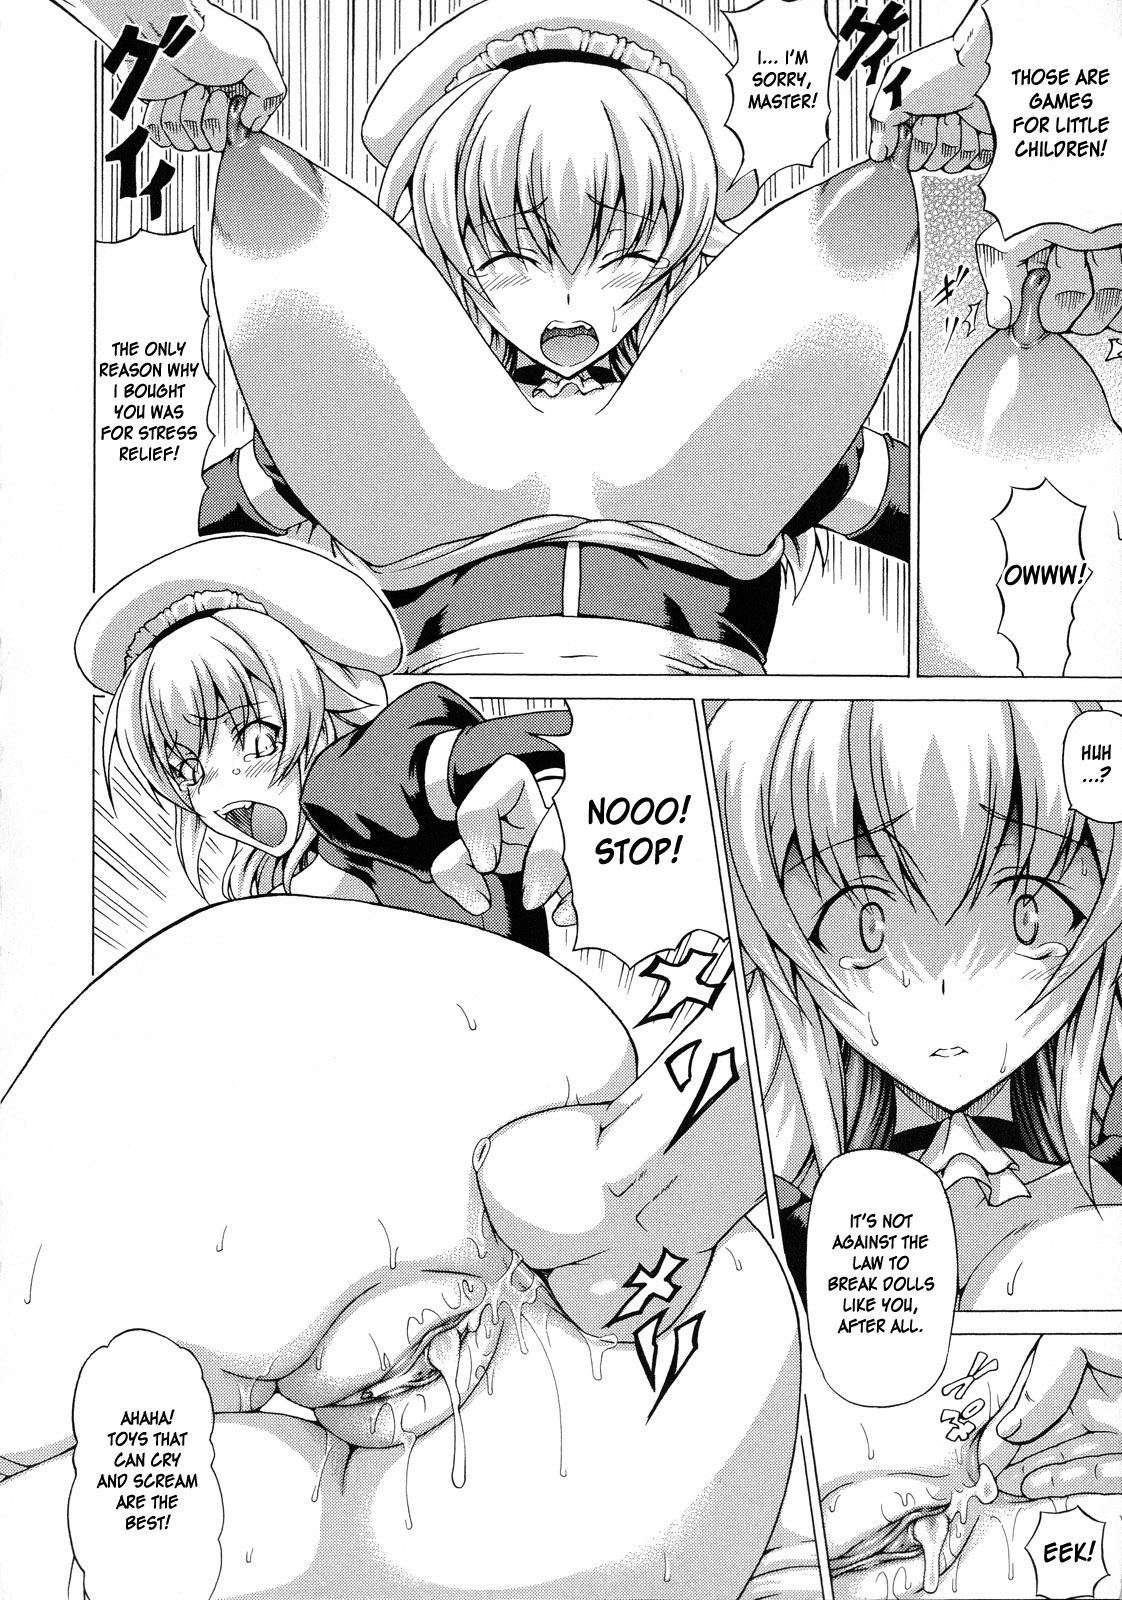 THOSE ARE
GAMES
FOR LITTLE
CHILDREN!
OWWW!
I... I'M
SORRY,
MASTER!
THE ONLY
REASON WHY
I BOUGHT
YOU WAS
FOR STRESS
RELIEF!
グイィ
グイィ
HUH
...?
IT'S NOT
AGAINST THE
LAW TO
BREAK DOLLS
LIKE YOU,
AFTER ALL.
EEK!
NOOO!
STOP!
AHAHA!
TOYS THAT
CAN CRY
AND SCREAM
ARE THE
BEST!